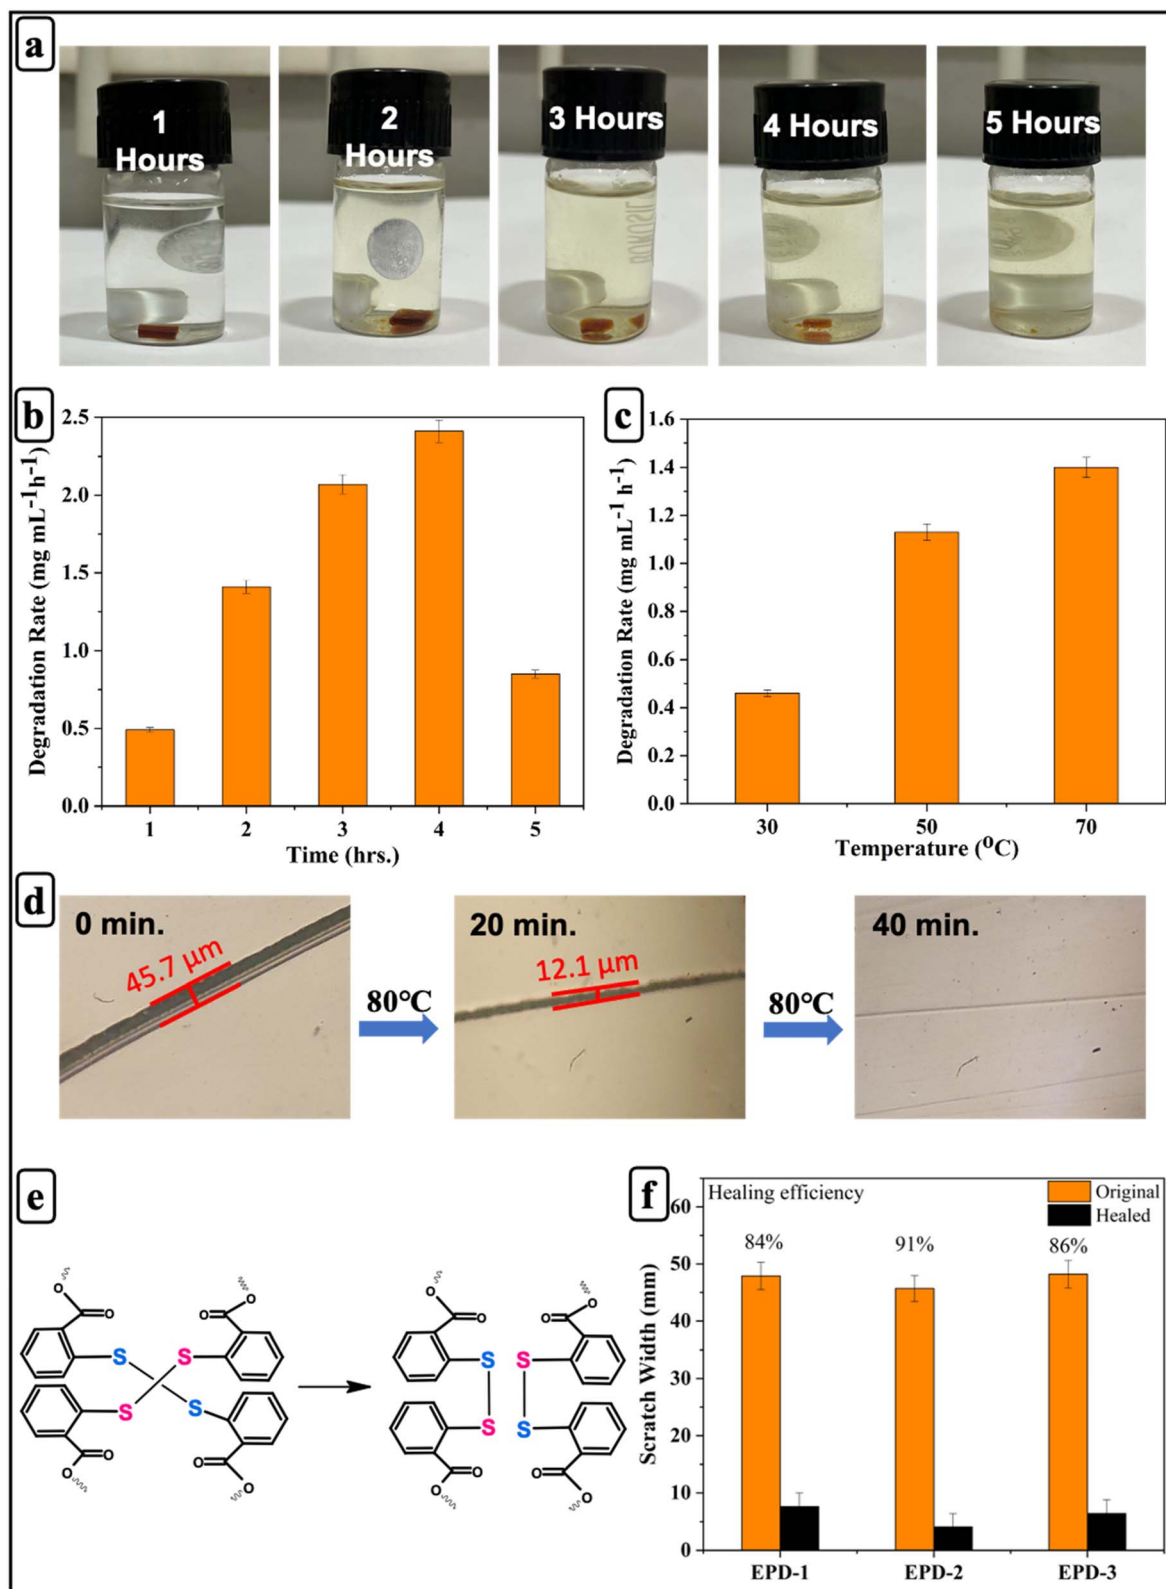 a
1
Hours
2
Hours
3 Hours
4 Hours
5 Hours
b
Degradation Rate (mg mL⁻¹h⁻¹)
2.5
2.0
1.5
1.0
0.5
0.0
1 2 3 4 5
Time (hrs.)
c
Degradation Rate (mg mL⁻¹ h⁻¹)
1.6
1.4
1.2
1.0
0.8
0.6
0.4
0.2
0.0
30 50 70
Temperature (⁰C)
d
0 min.
45.7 µm
80℃
20 min.
12.1 µm
80℃
40 min.
e
O O
O O
S S
S S
O O
O O
O O
O O
S S
S S
O O
O O
f
Healing efficiency
Original
Healed
84% 91% 86%
Scratch Width (mm)
60
50
40
30
20
10
0
EPD-1 EPD-2 EPD-3